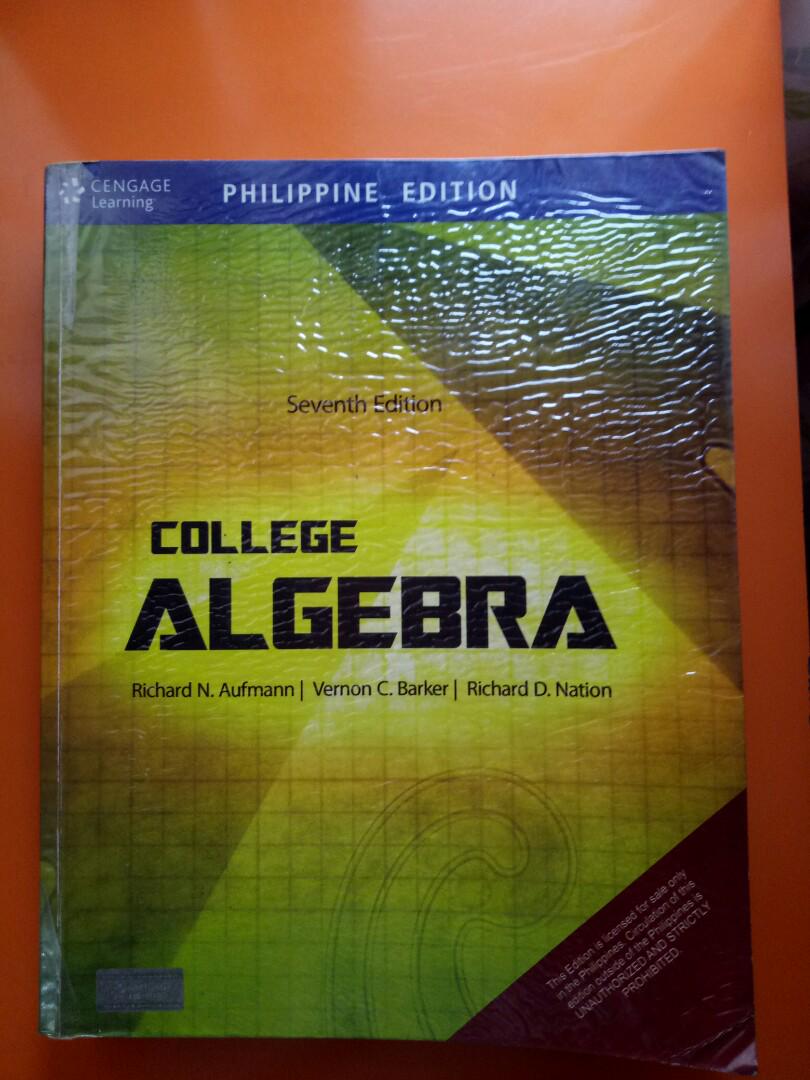 CENGAGE
Learning
PHILIPPINE EDITION
Seventh Edition
COLLEGE
ALGEBRA
Richard N. Aufmann | Vernon C. Barker | Richard D. Nation
This Edition is licensed for sale only
in the Philippines. Circulation of this
edition outside of the Philippines is
UNAUTHORIZED AND STRICTLY
PROHIBITED.